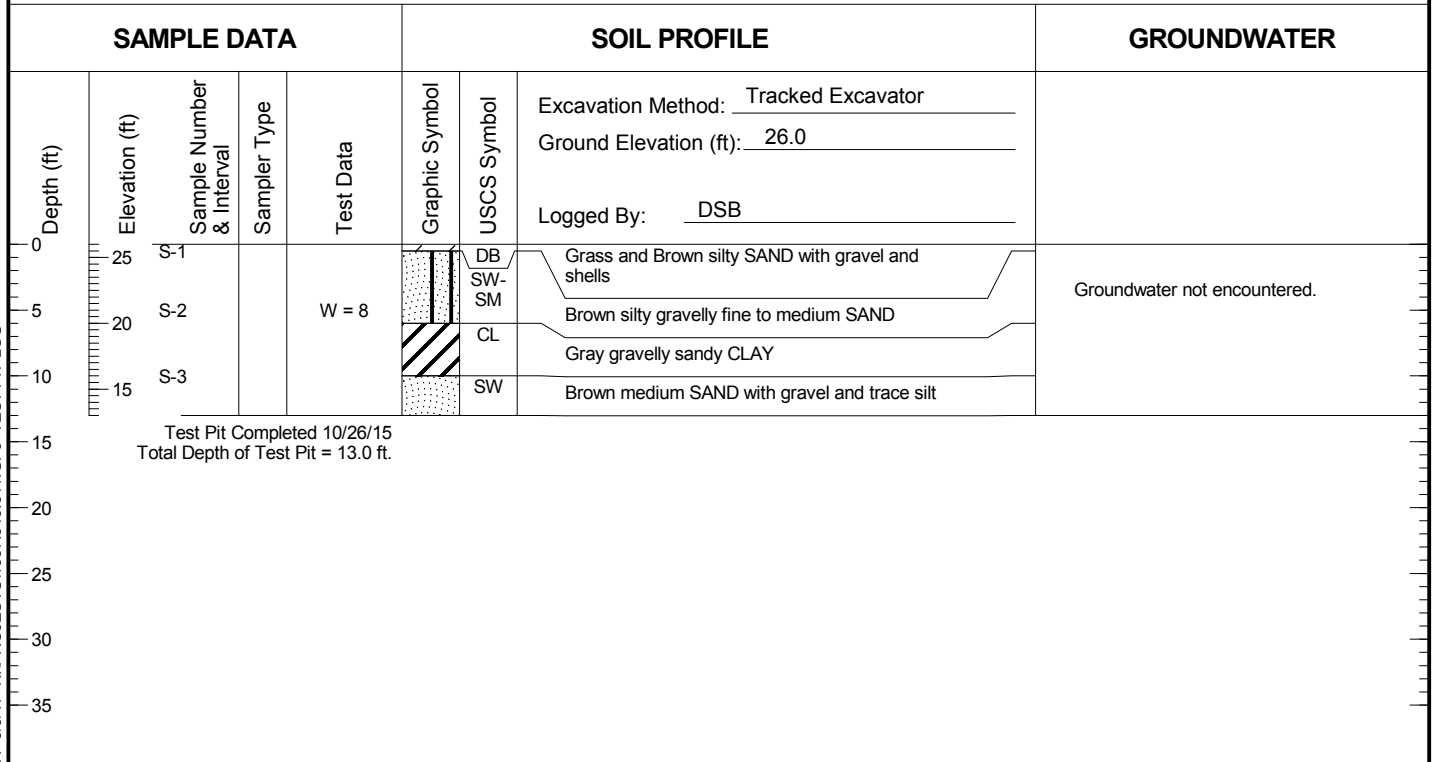 SAMPLE DATA
SOIL PROFILE
GROUNDWATER
Depth (ft)
Elevation (ft)
Sample Number
& Interval
Sampler Type
Test Data
Graphic Symbol
USCS Symbol
Excavation Method: Tracked Excavator
Ground Elevation (ft): 26.0
Logged By: DSB
0
25
S-1
DB
Grass and Brown silty SAND with gravel and
shells
SW-
SM
Groundwater not encountered.
5
S-2
W = 8
Brown silty gravelly fine to medium SAND
20
CL
Gray gravelly sandy CLAY
10
S-3
15
SW
Brown medium SAND with gravel and trace silt
Test Pit Completed 10/26/15
Total Depth of Test Pit = 13.0 ft.
15
20
25
30
35